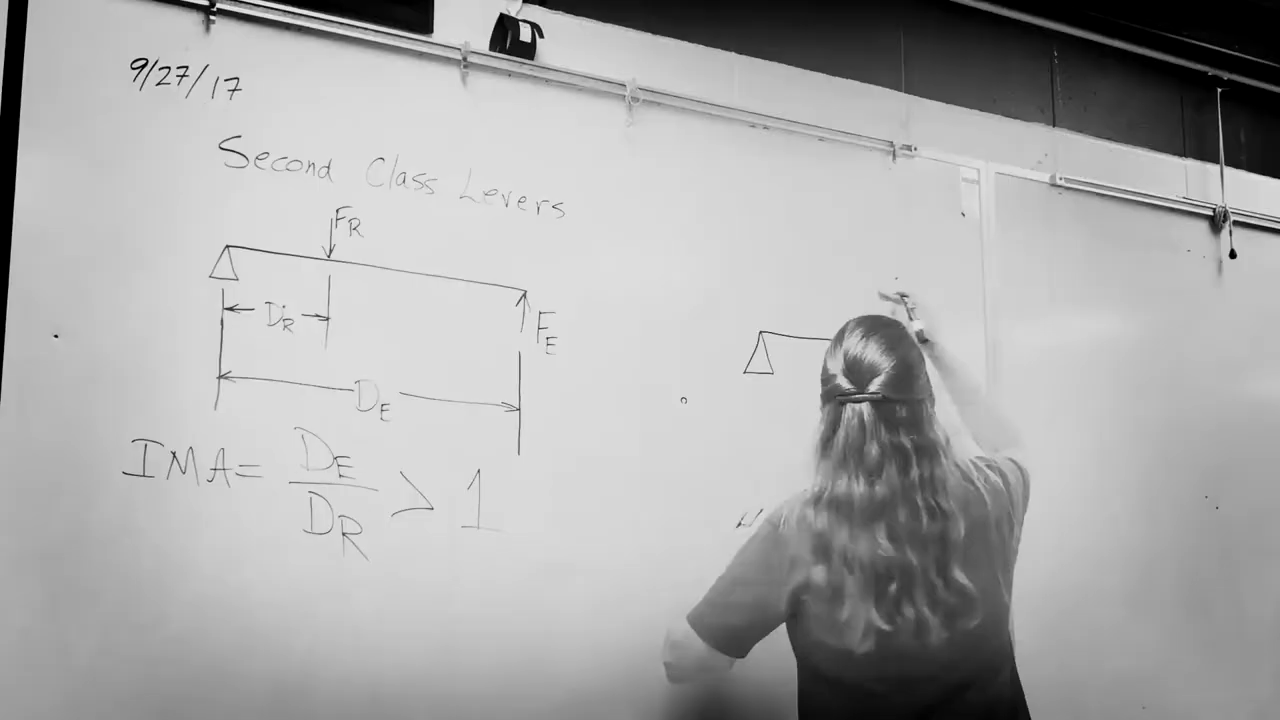 9/27/17
Second Class Levers
FR
DR
FE
DE
IMA = DE/DR > 1